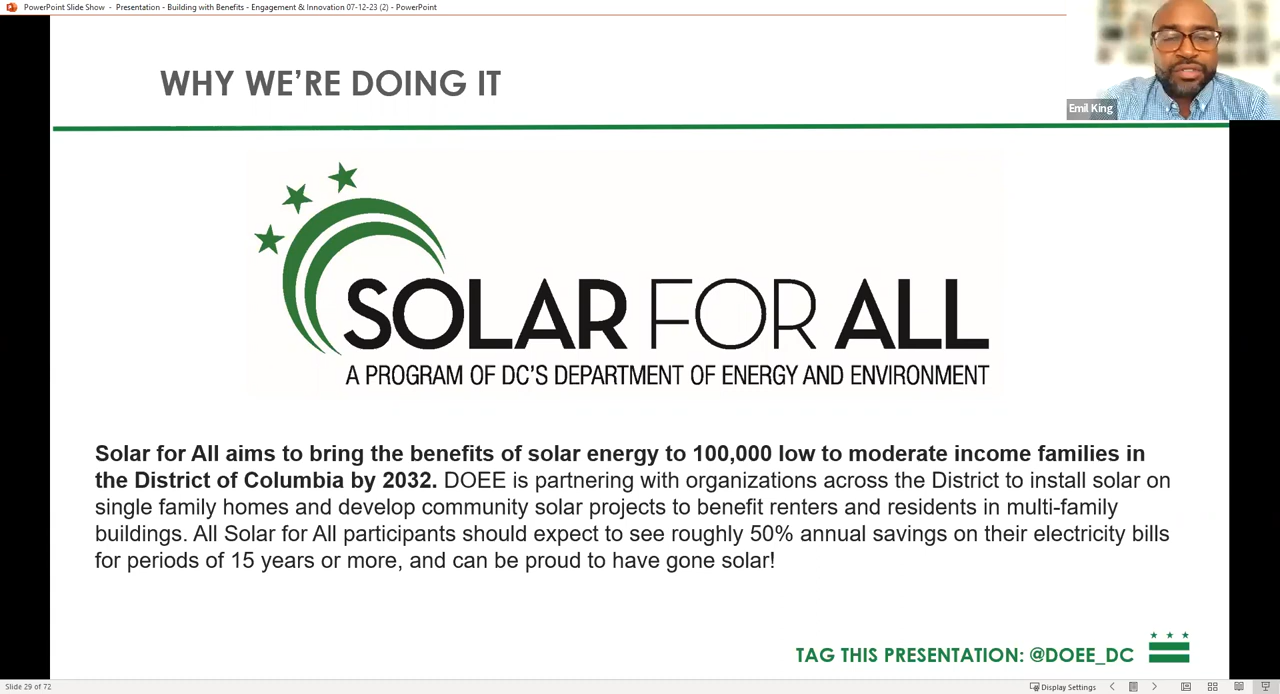 PowerPoint Slide Show - Presentation - Building with Benefits - Engagement & Innovation 07-12-23 (2) - PowerPoint
WHY WE'RE DOING IT
Emil King
SOLAR FOR ALL
A PROGRAM OF DC'S DEPARTMENT OF ENERGY AND ENVIRONMENT
Solar for All aims to bring the benefits of solar energy to 100,000 low to moderate income families in
the District of Columbia by 2032. DOEE is partnering with organizations across the District to install solar on
single family homes and develop community solar projects to benefit renters and residents in multi-family
buildings. All Solar for All participants should expect to see roughly 50% annual savings on their electricity bills
for periods of 15 years or more, and can be proud to have gone solar!
TAG THIS PRESENTATION: @DOEE_DC
Slide 29 of 72
Display Settings